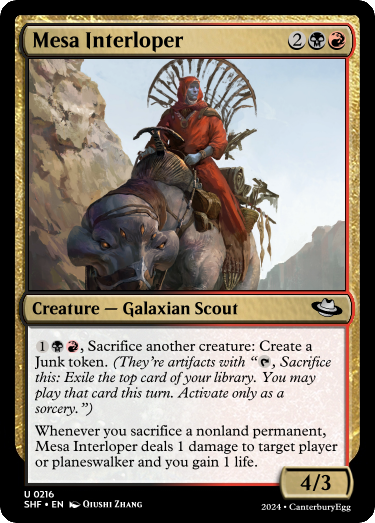 Mesa Interloper 2
Creature — Galaxian Scout
1, Sacrifice another creature: Create a
Junk token. (They're artifacts with “, Sacrifice
this: Exile the top card of your library. You may
play that card this turn. Activate only as a
sorcery.”)
Whenever you sacrifice a nonland permanent,
Mesa Interloper deals 1 damage to target player
or planeswalker and you gain 1 life.
4/3
U 0216
SHF • EN Qiushi Zhang
2024 • CanterburyEgg